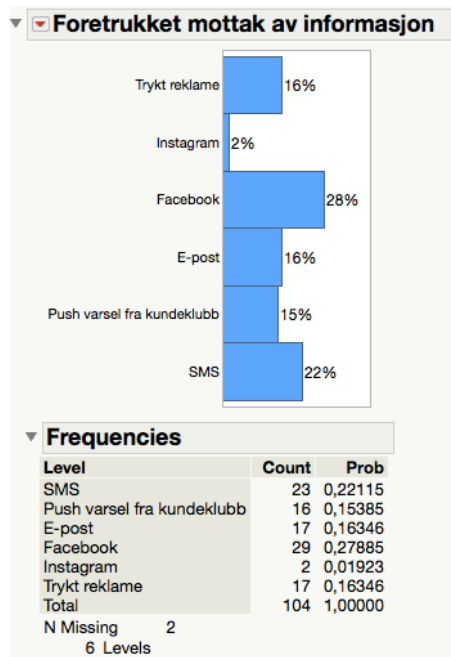 Foretrukket mottak av informasjon
Trykt reklame 16%
Instagram 2%
Facebook 28%
E-post 16%
Push varsel fra kundeklubb 15%
SMS 22%
Frequencies
Level Count Prob
SMS 23 0,22115
Push varsel fra kundeklubb 16 0,15385
E-post 17 0,16346
Facebook 29 0,27885
Instagram 2 0,01923
Trykt reklame 17 0,16346
Total 104 1,00000
N Missing 2
6 Levels